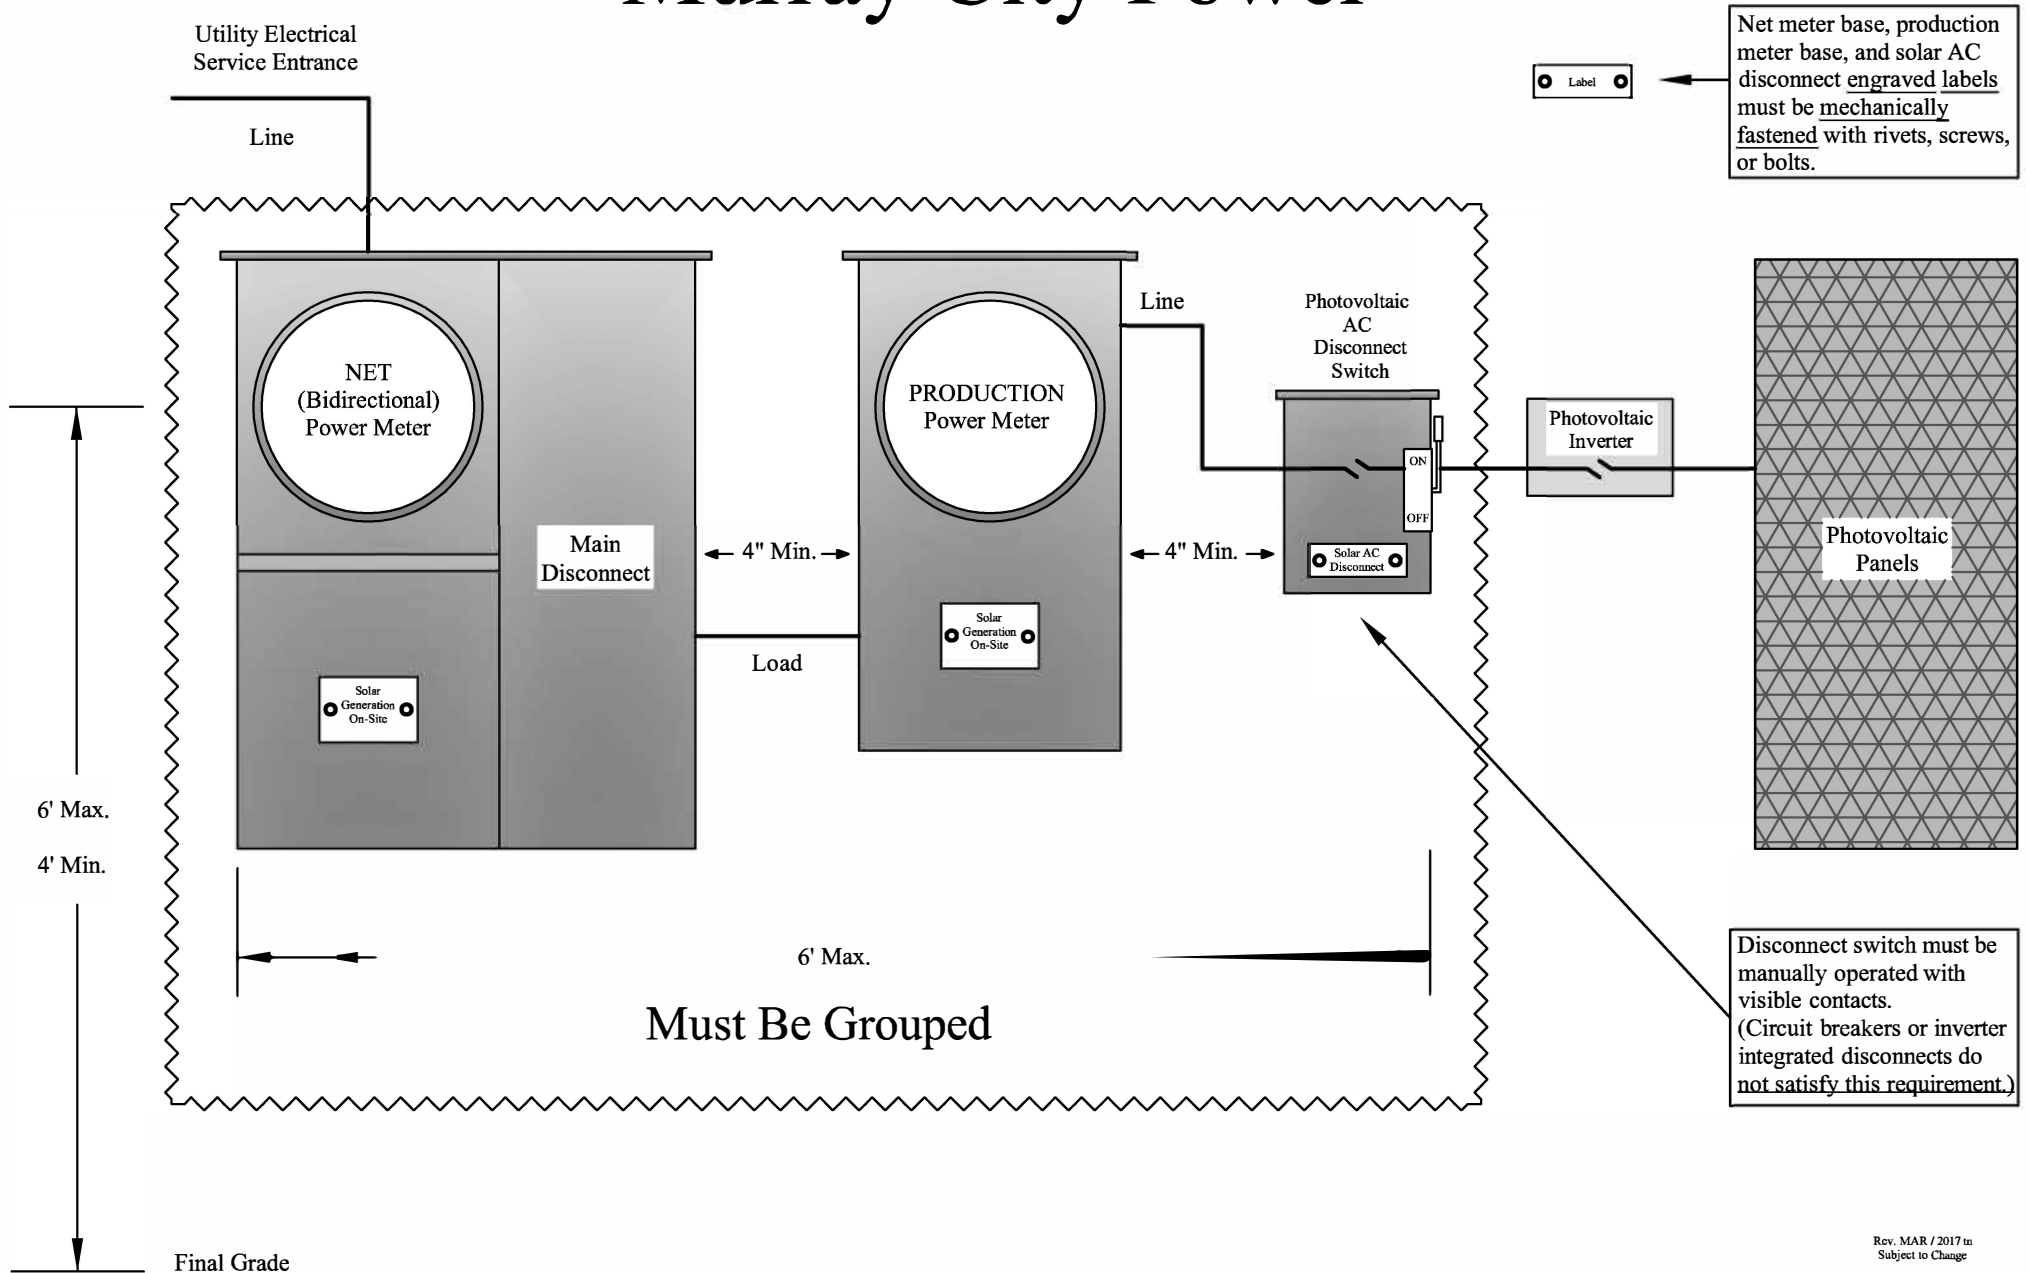 Murray City Power
Utility Electrical
Service Entrance
Line
Label
Net meter base, production
meter base, and solar AC
disconnect engraved labels
must be mechanically
fastened with rivets, screws,
or bolts.
NET
(Bidirectional)
Power Meter
Main
Disconnect
Solar
Generation
On-Site
4" Min.
Load
PRODUCTION
Power Meter
Solar
Generation
On-Site
Line
4" Min.
Photovoltaic
AC
Disconnect
Switch
ON
OFF
Solar AC
Disconnect
Photovoltaic
Inverter
Photovoltaic
Panels
6' Max.
4' Min.
6' Max.
Must Be Grouped
Disconnect switch must be
manually operated with
visible contacts.
(Circuit breakers or inverter
integrated disconnects do
not satisfy this requirement.)
Final Grade
Rev. MAR / 2017 tn
Subject to Change